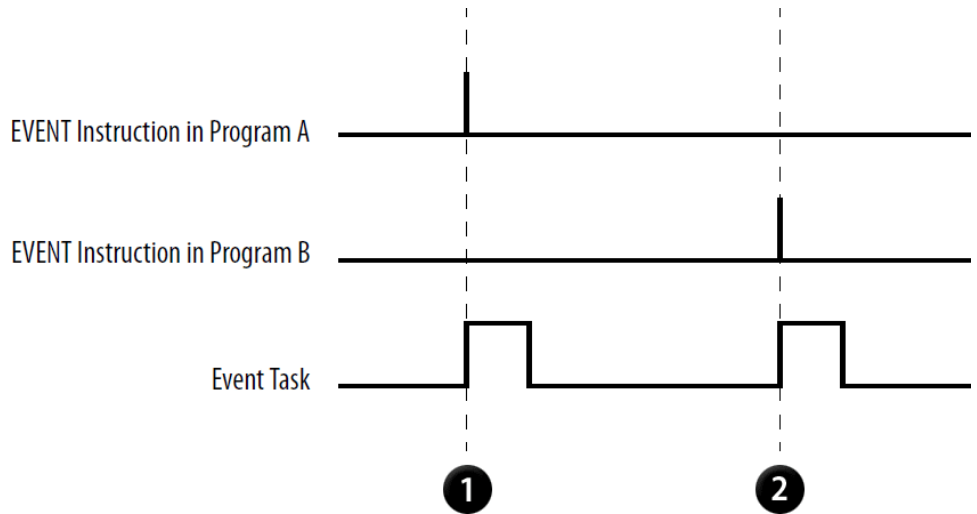 EVENT Instruction in Program A
EVENT Instruction in Program B
Event Task
1 2